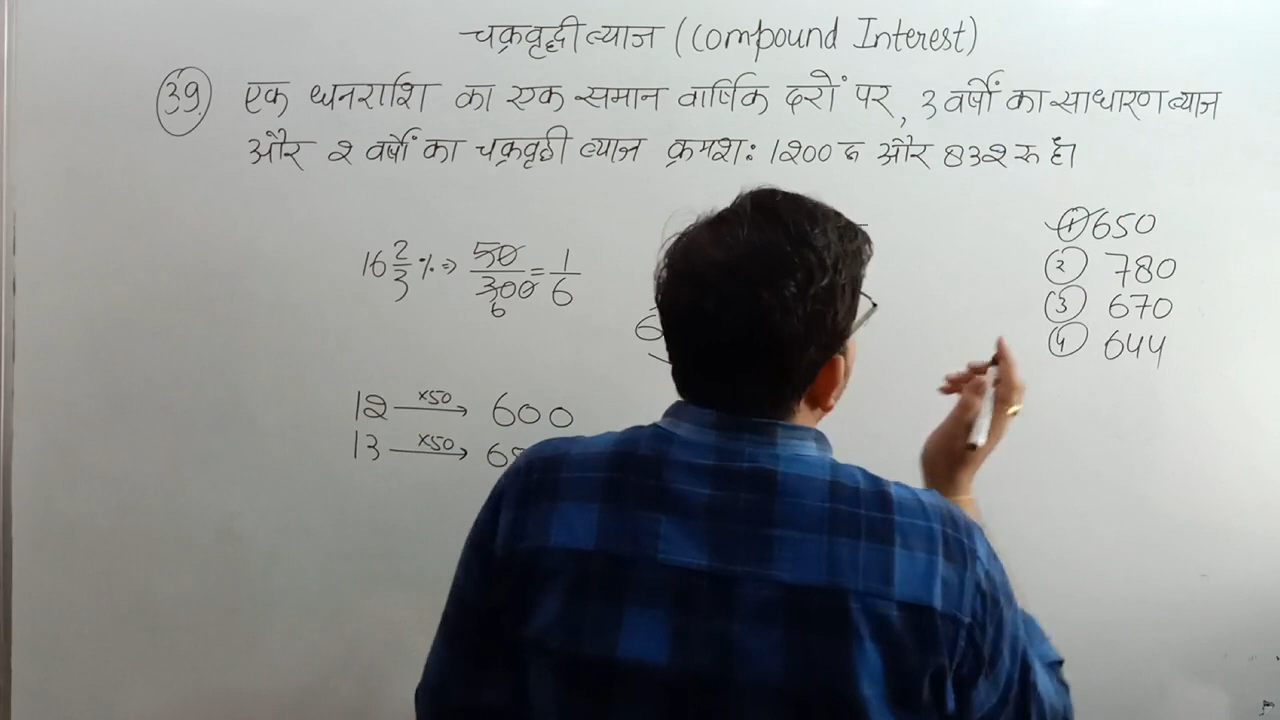 चक्रवृद्धी ब्याज (Compound Interest)
39. एक धनराशि का एक समान वार्षिक दरों पर, 3 वर्षों का साधारण ब्याज
और २ वर्षों का चक्रवृद्धी ब्याज क्रमशः 1200 रु और 832 रु है।
16 2/3 % ⇒ 50/300 = 1/6
6
12 ×50→ 600
13 ×50→
① 650
② 780
③ 670
④ 644